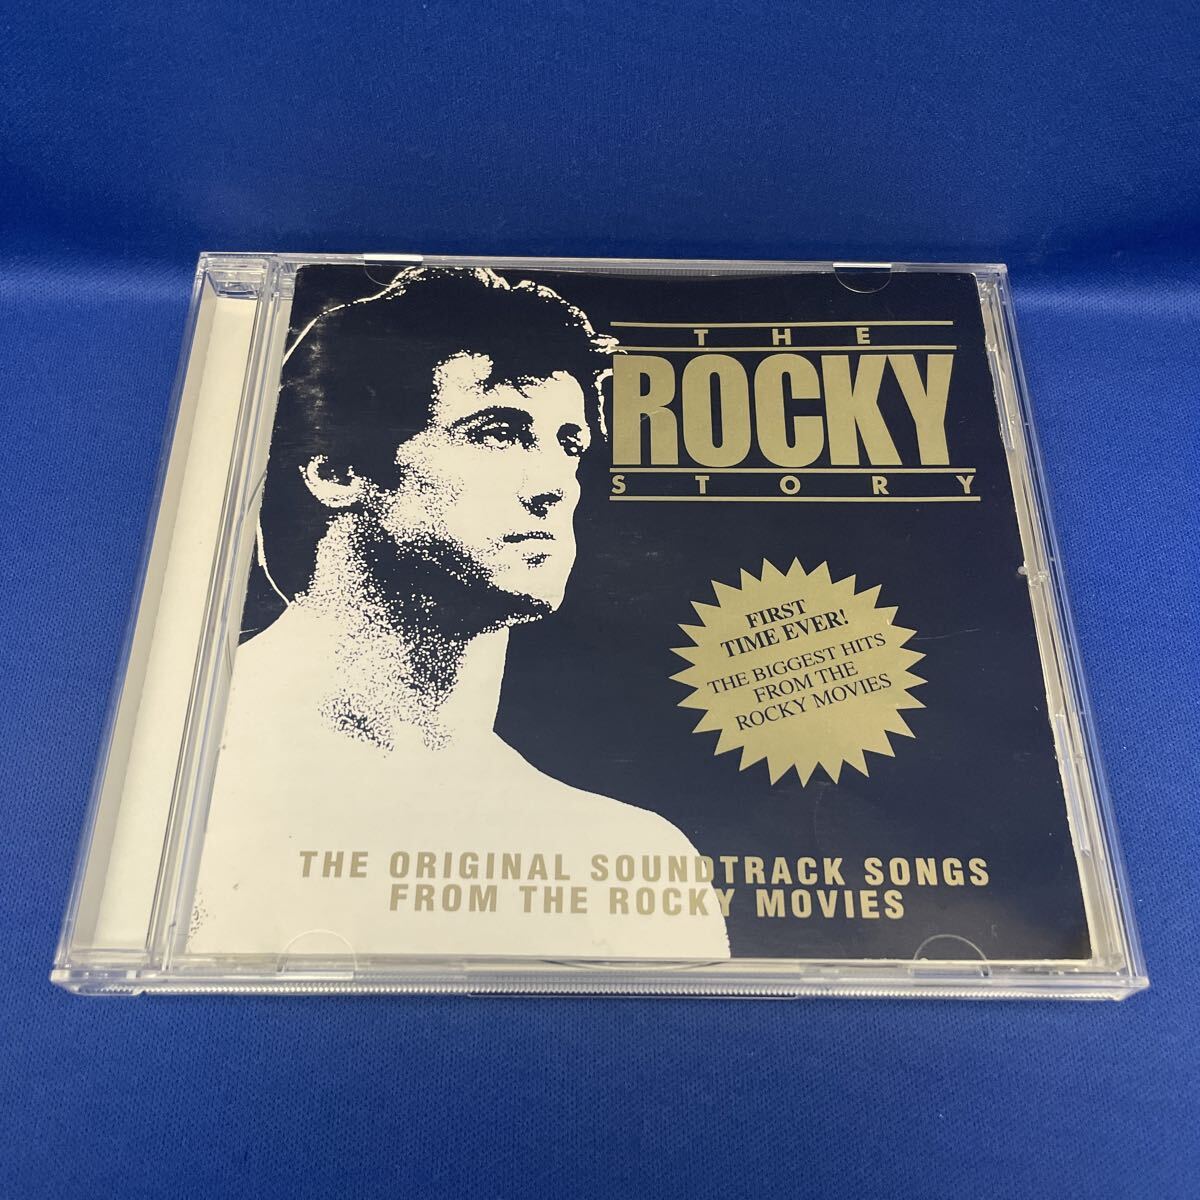 THE
ROCKY
STORY
FIRST
TIME EVER!
THE BIGGEST HITS
FROM THE
ROCKY MOVIES
THE ORIGINAL SOUNDTRACK SONGS
FROM THE ROCKY MOVIES